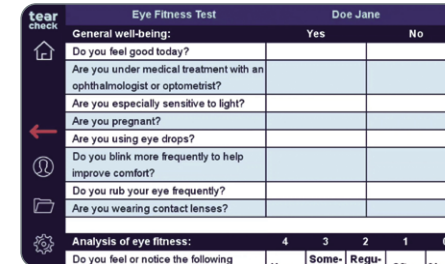 tear
check
Eye Fitness Test Doe Jane
General well-being: Yes No
Do you feel good today?
Are you under medical treatment with an
ophthalmologist or optometrist?
Are you especially sensitive to light?
Are you pregnant?
Are you using eye drops?
Do you blink more frequently to help
improve comfort?
Do you rub your eye frequently?
Are you wearing contact lenses?
Analysis of eye fitness: 4 3 2 1
Do you feel or notice the following Some- Regu-